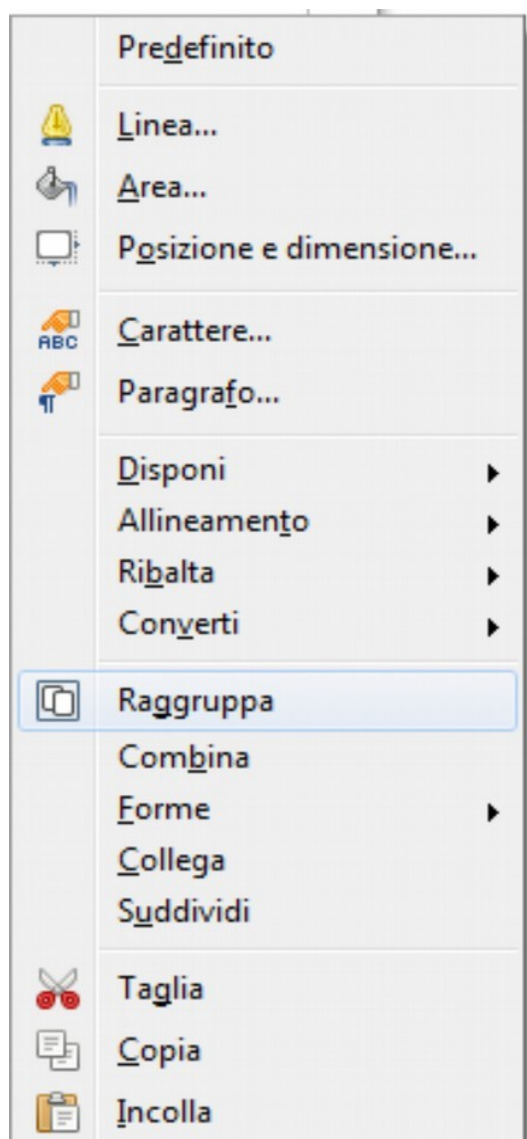 Predefinito
Linea...
Area...
Posizione e dimensione...
ABC
Carattere...
¶
Paragrafo...
Disponi
Allineamento
Ribalta
Converti
Raggruppa
Combina
Forme
Collega
Suddividi
Taglia
Copia
Incolla